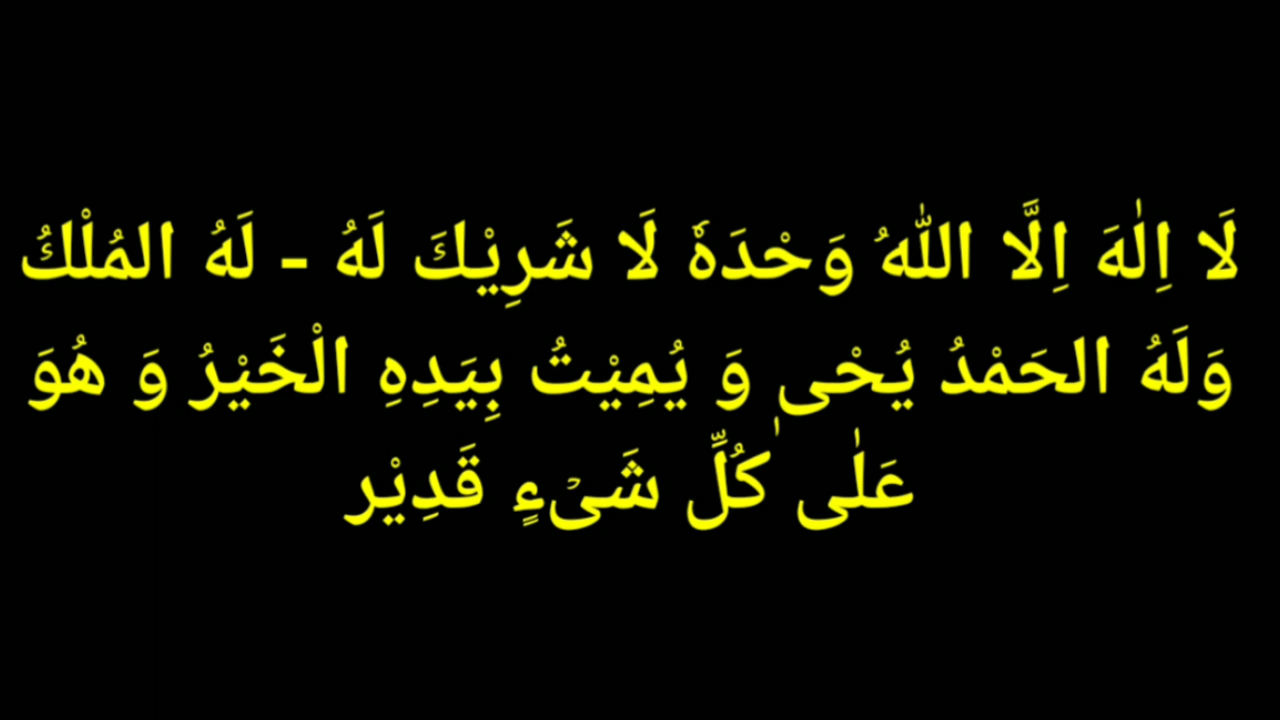 لَا اِلٰهَ اِلَّا اللّٰهُ وَحْدَهٗ لَا شَرِيْكَ لَهُ - لَهُ المُلْكُ
وَلَهُ الحَمْدُ يُحْىٖ وَ يُمِيْتُ بِيَدِهِ الْخَيْرُ وَ هُوَ
عَلٰى كُلِّ شَىْءٍ قَدِيْر